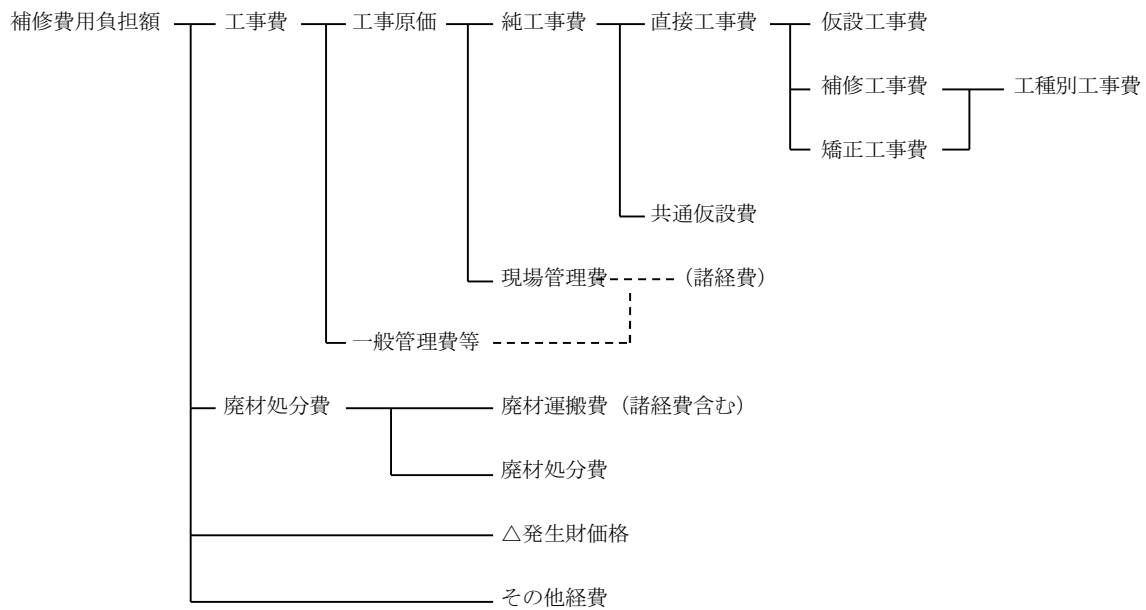 補修費用負担額 工事費 工事原価 純工事費 直接工事費 仮設工事費
補修工事費 工種別工事費
矯正工事費
共通仮設費
現場管理費 (諸経費)
一般管理費等
廃材処分費 廃材運搬費（諸経費含む）
廃材処分費
△発生財価格
その他経費